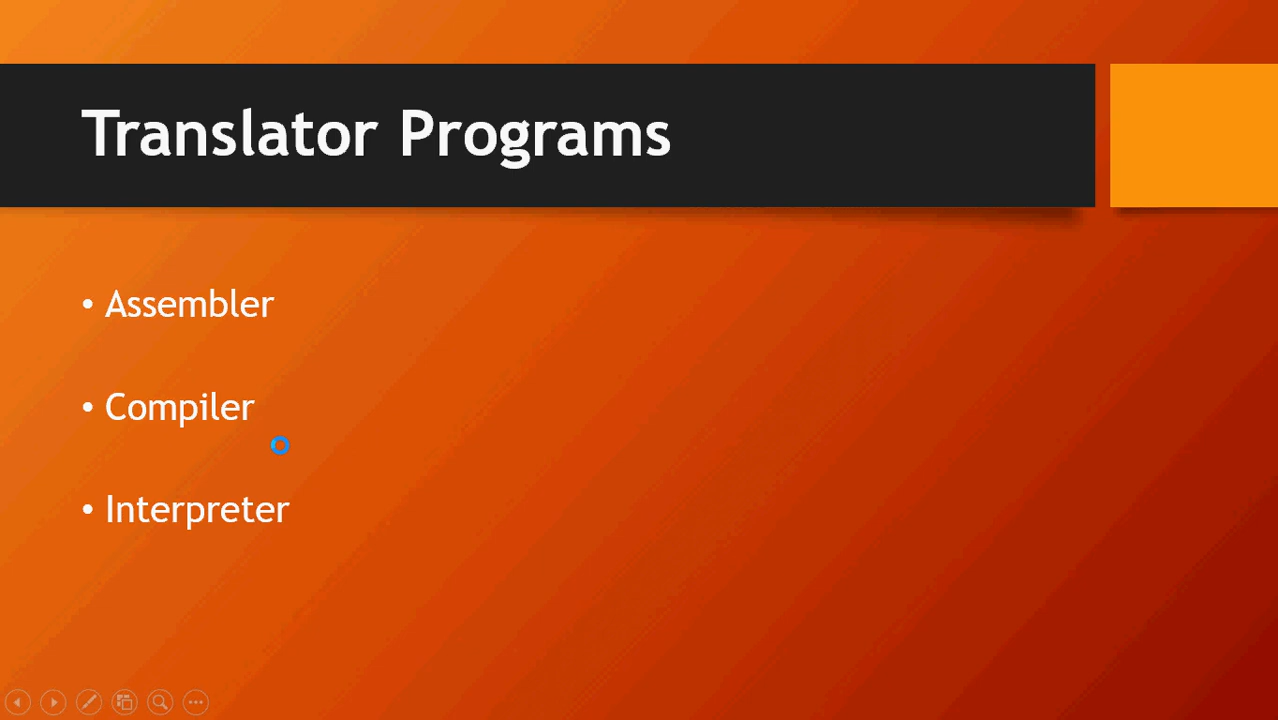 Translator Programs
• Assembler
• Compiler
• Interpreter